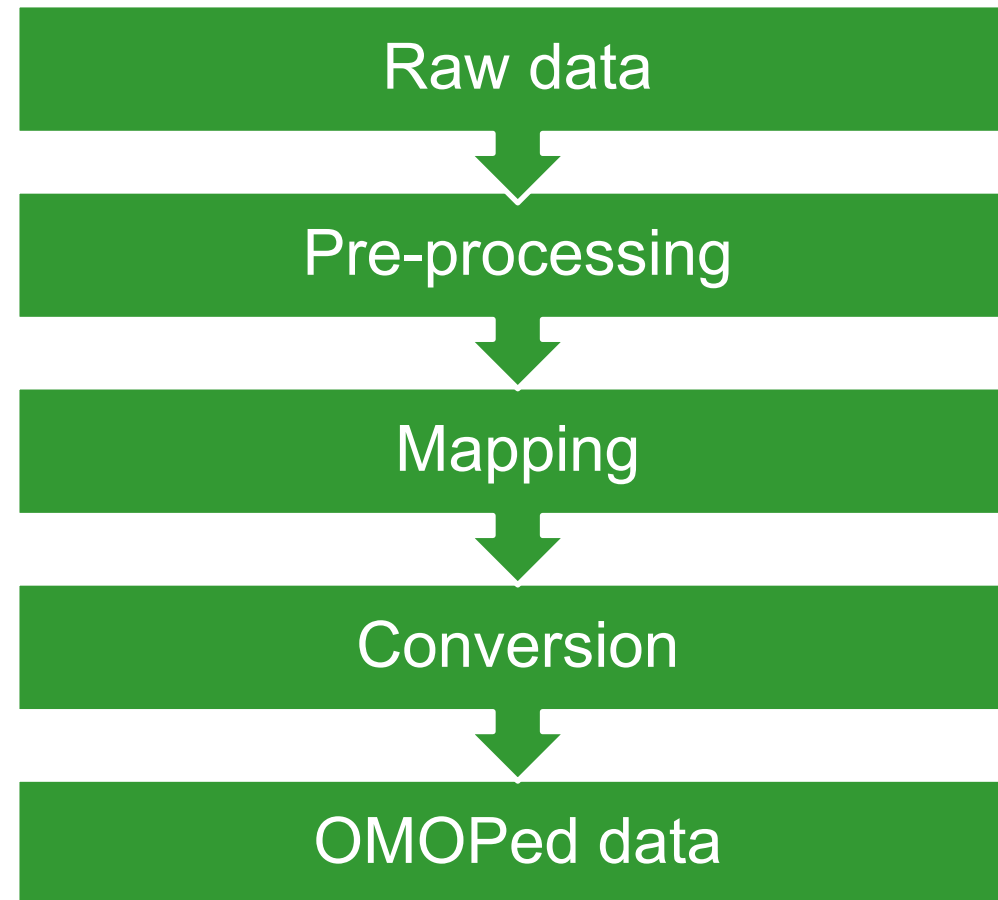 Raw data
Pre-processing
Mapping
Conversion
OMOPed data